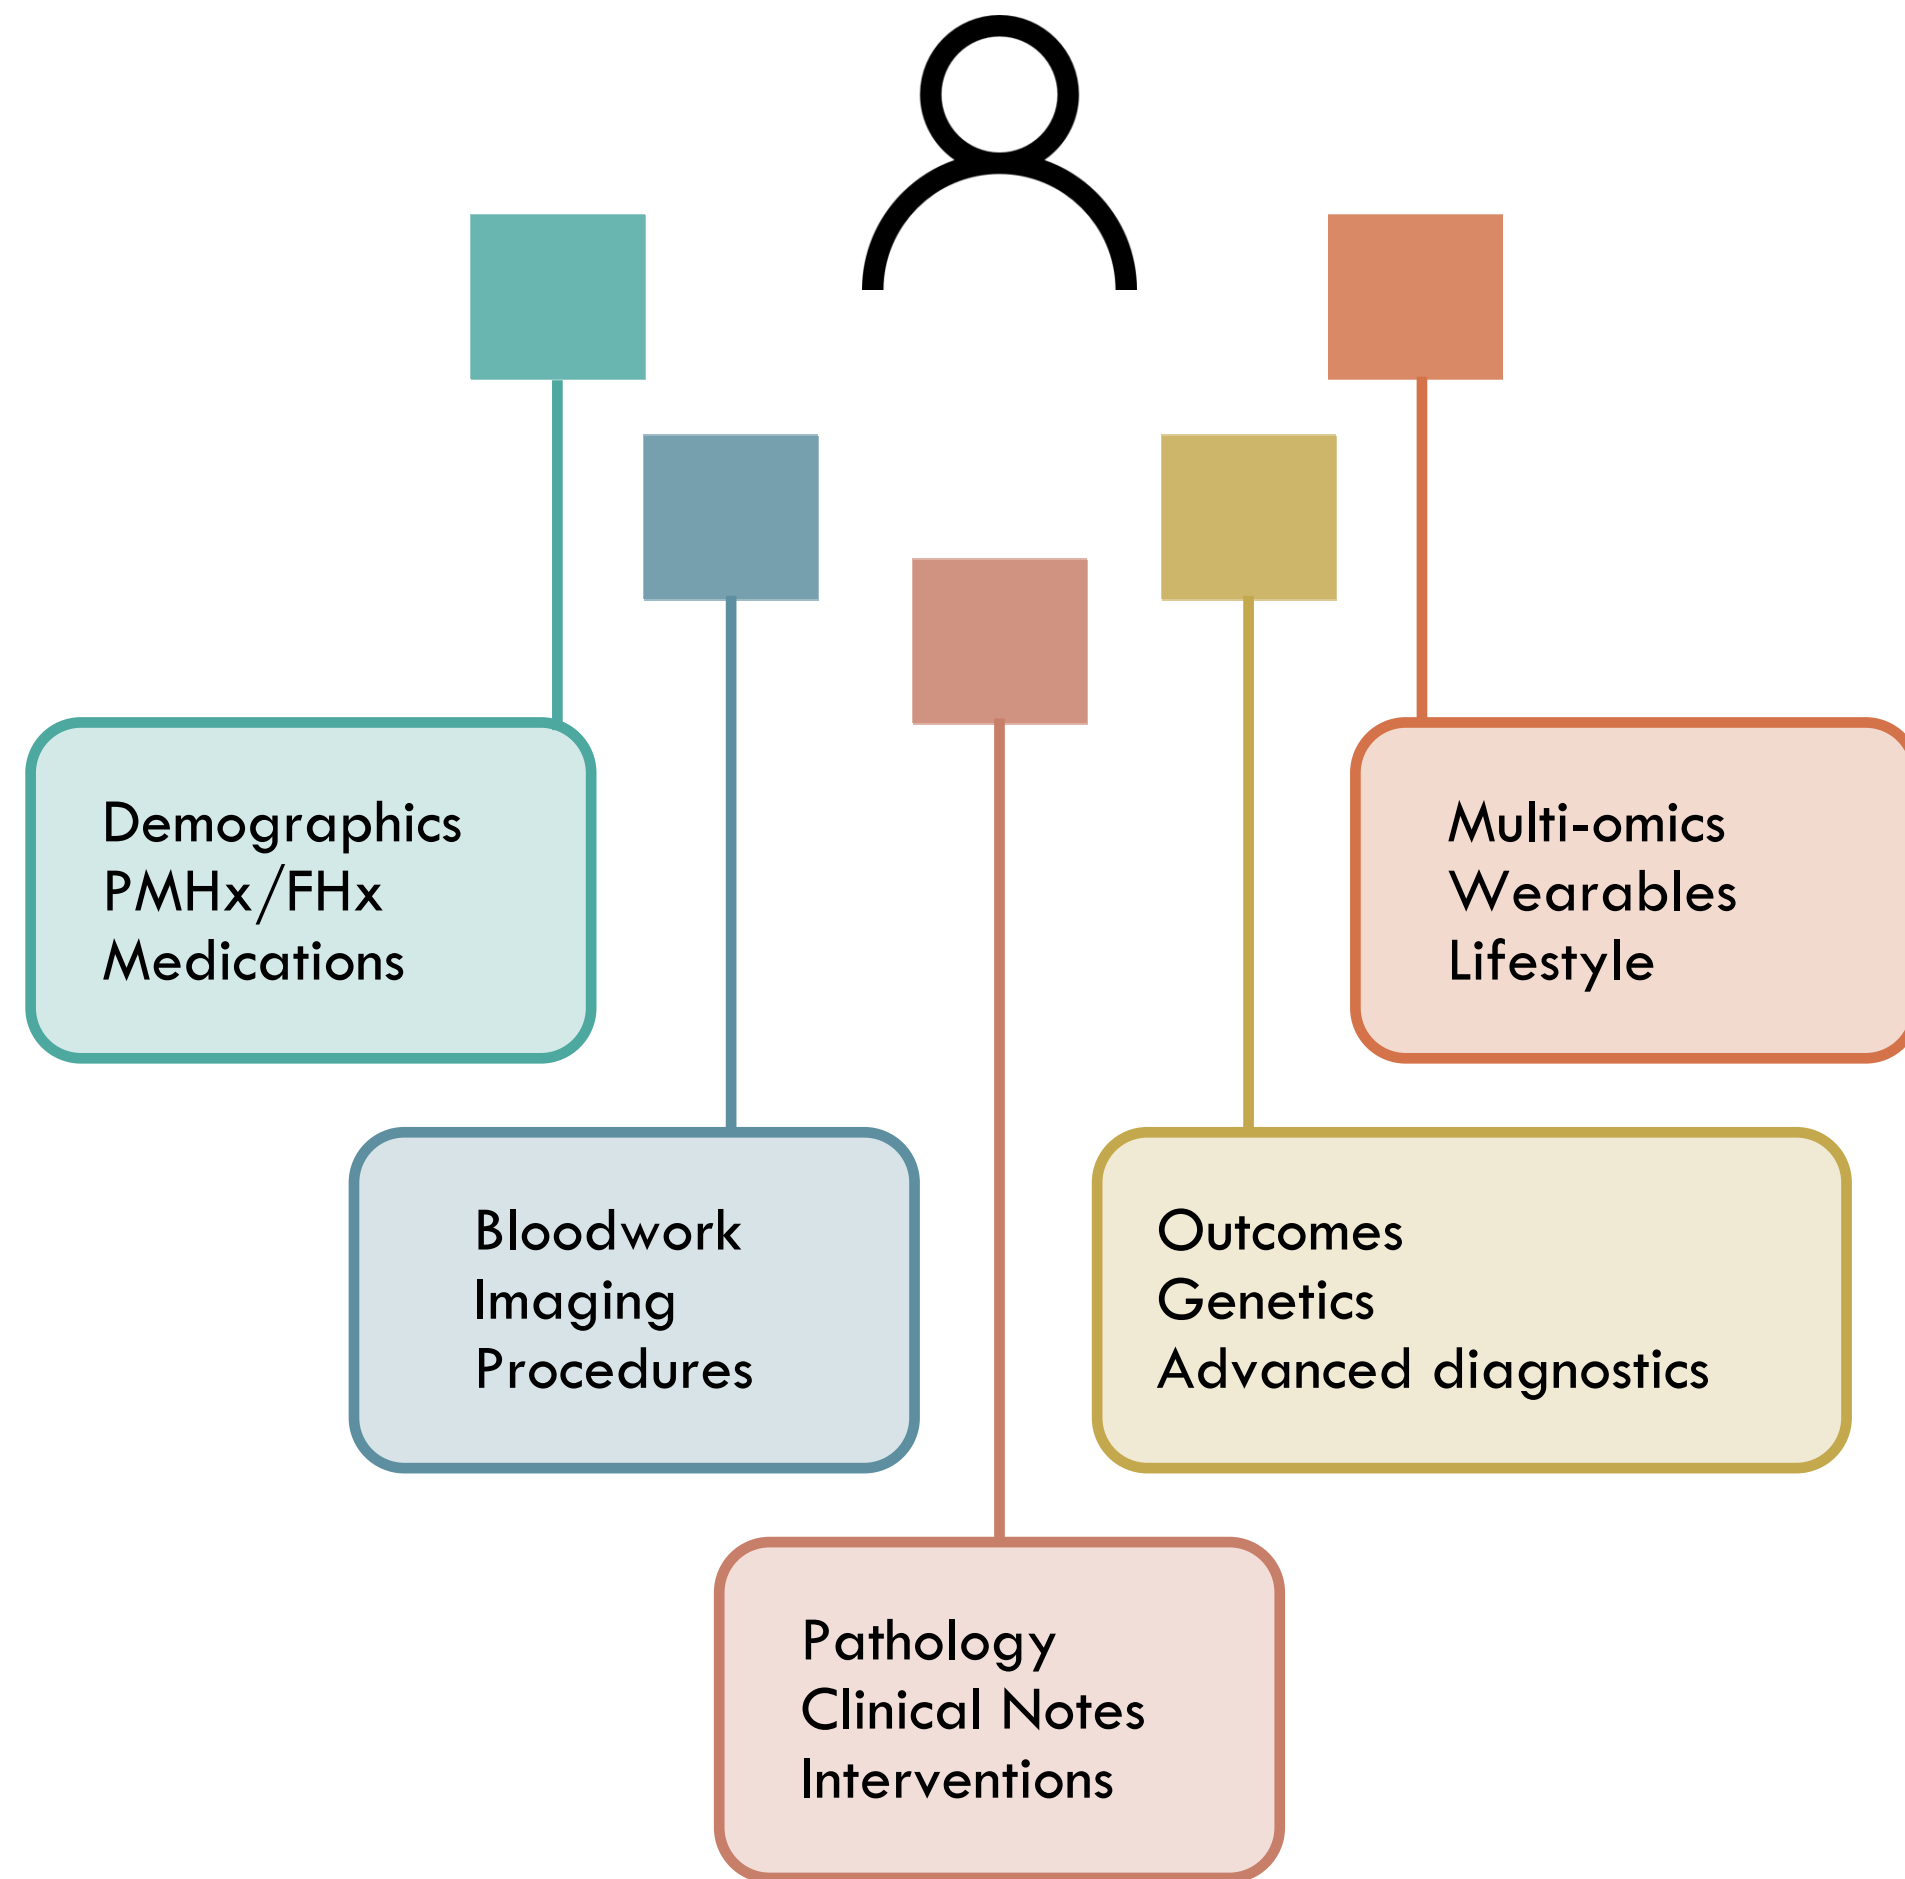 Demographics
PMHx/FHx
Medications
Multi-omics
Wearables
Lifestyle
Bloodwork
Imaging
Procedures
Outcomes
Genetics
Advanced diagnostics
Pathology
Clinical Notes
Interventions